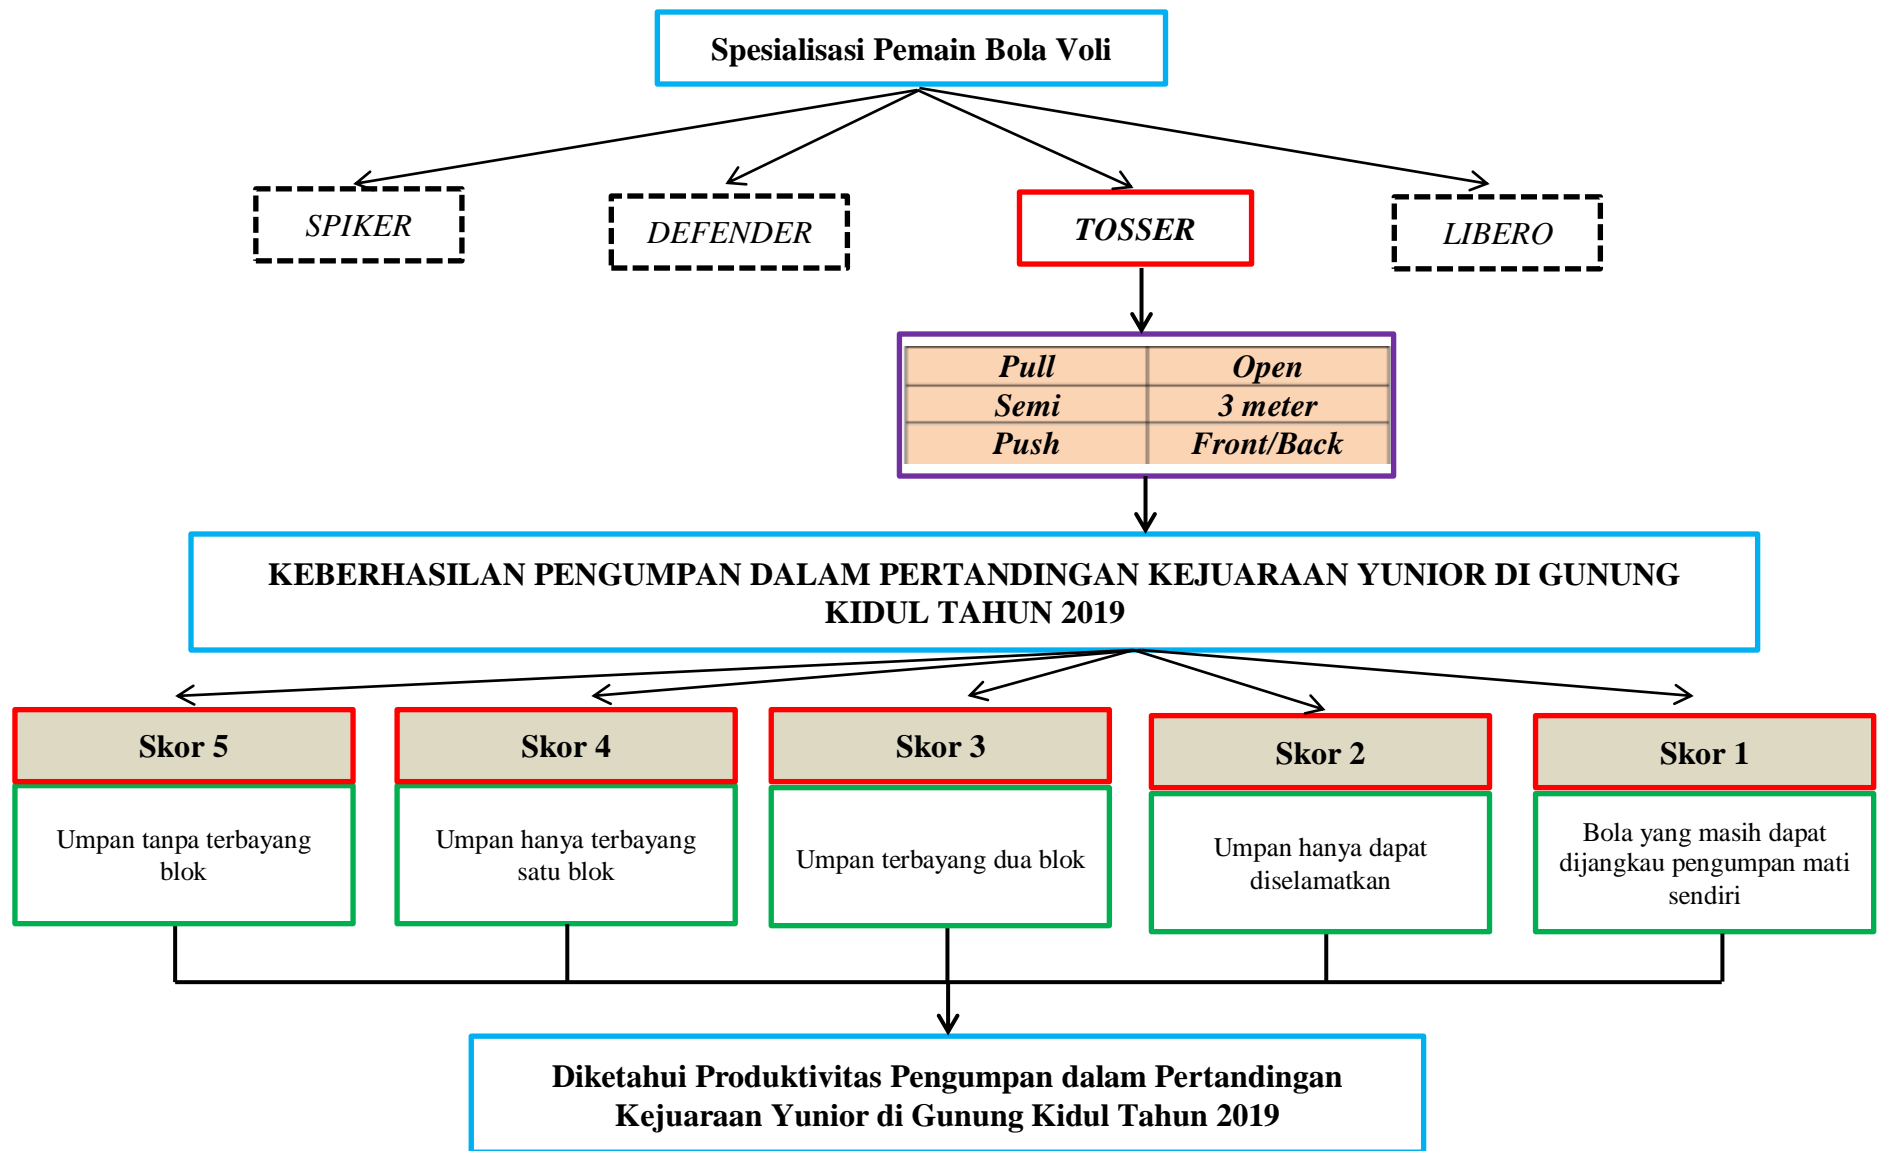 Spesialisasi Pemain Bola Voli
SPIKER
DEFENDER
TOSSER
LIBERO
Pull
Open
Semi
3 meter
Push
Front/Back
KEBERHASILAN PENGUMPAN DALAM PERTANDINGAN KEJUARAAN YUNIOR DI GUNUNG
KIDUL TAHUN 2019
Skor 5
Umpan tanpa terbayang
blok
Skor 4
Umpan hanya terbayang
satu blok
Skor 3
Umpan terbayang dua blok
Skor 2
Umpan hanya dapat
diselamatkan
Skor 1
Bola yang masih dapat
dijangkau pengumpan mati
sendiri
Diketahui Produktivitas Pengumpan dalam Pertandingan
Kejuaraan Yunior di Gunung Kidul Tahun 2019